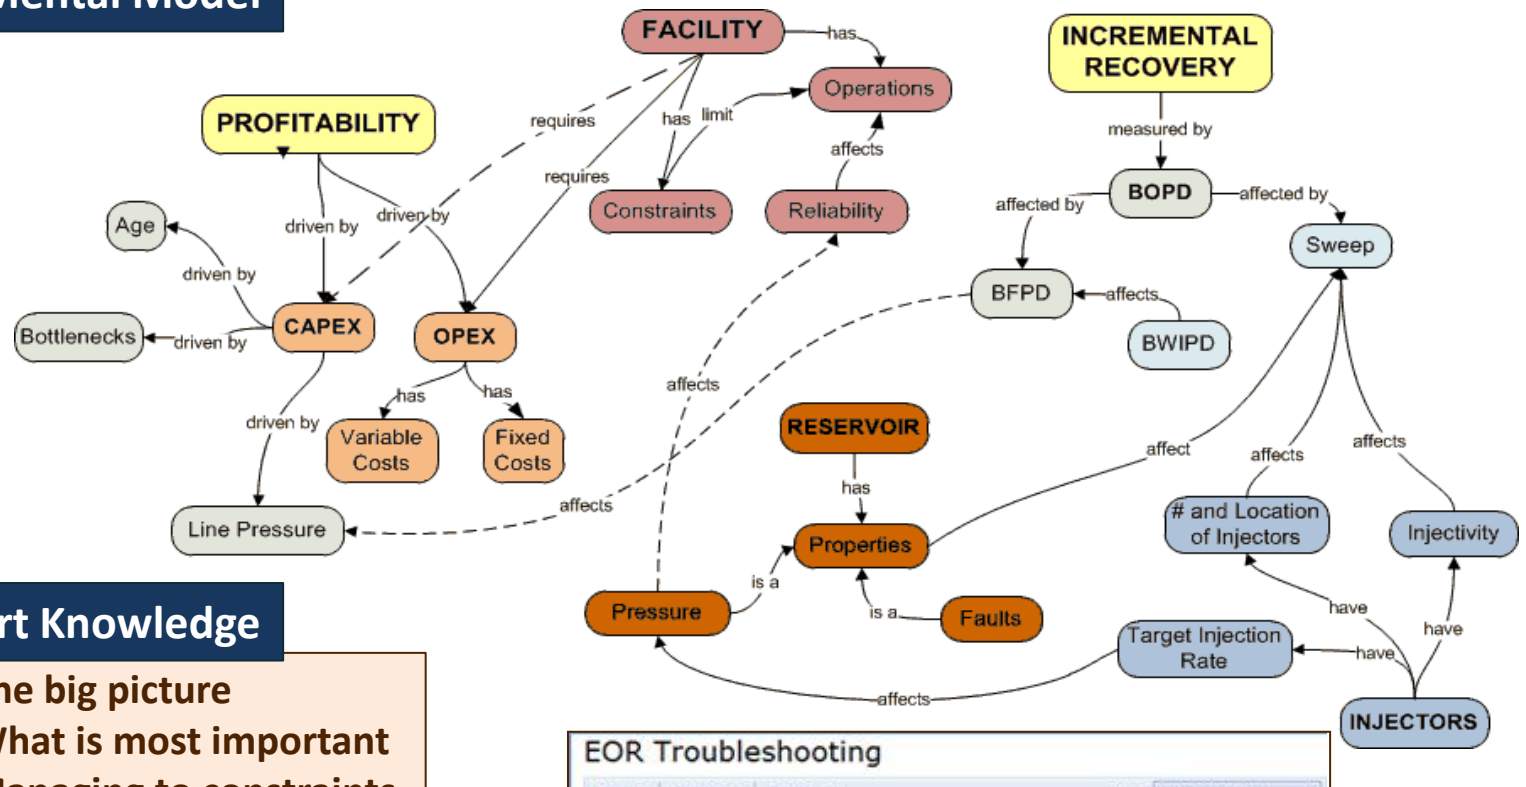 Mental Model
FACILITY
has
INCREMENTAL
RECOVERY
Operations
PROFITABILITY
requires
has
limit
measured by
affects
requires
BOPD
affected by
affected by
Age
driven by
driven by
Constraints
Reliability
Sweep
driven by
BFPD
affects
Bottlenecks
driven by
CAPEX
OPEX
BWIPD
has
has
affects
driven by
Variable
Costs
Fixed
Costs
RESERVOIR
affect
affects
affects
has
affects
Line Pressure
Properties
# and Location
of Injectors
Injectivity
is a
Pressure
is a
Faults
have
have
Target Injection
Rate
have
affects
INJECTORS
rt Knowledge
he big picture
What is most important
Managing to constraints
EOR Troubleshooting